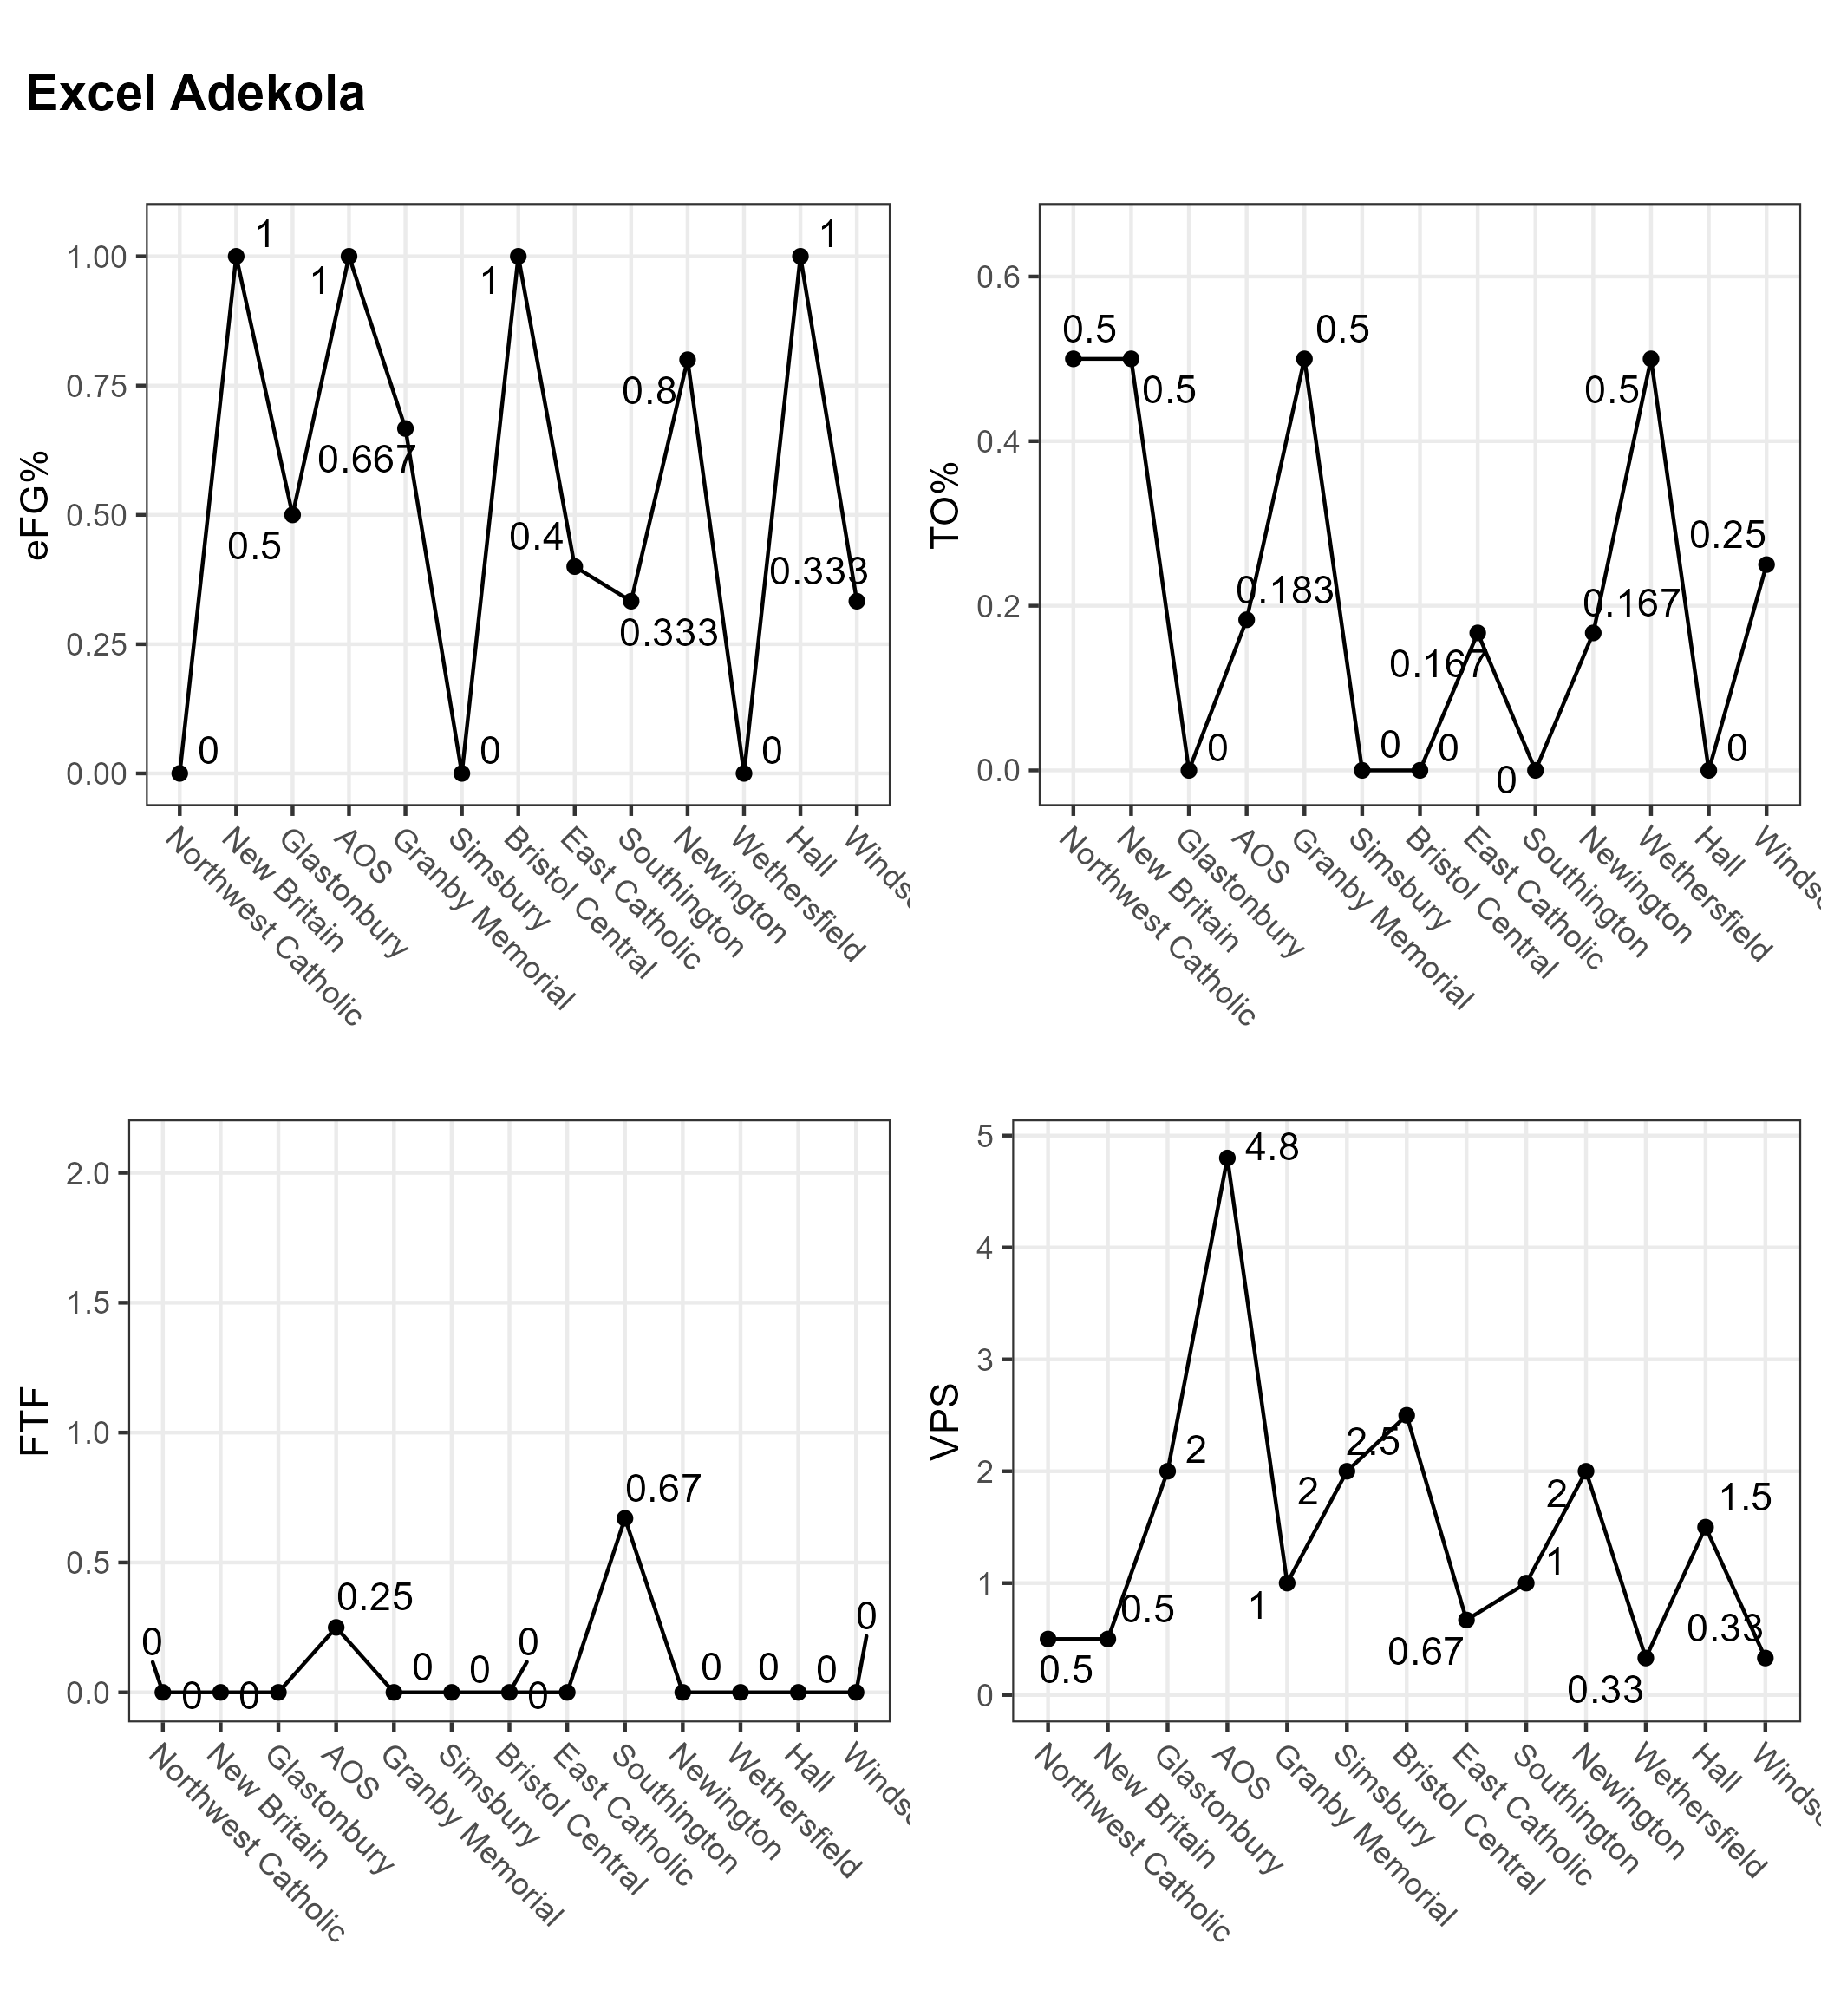 Excel Adekola
eFG%
1.00
0.75
0.50
0.25
0.00
0
1
0.5
1
0.667
0
1
0.4
0.333
0.8
0
1
0.333
Northwest Catholic
New Britain
Glastonbury
AOS
Granby Memorial
Simsbury
Bristol Central
East Catholic
Southington
Newington
Wethersfield
Hall
Winds
TO%
0.6
0.4
0.2
0.0
0.5
0.5
0
0.183
0.5
0
0
0.167
0
0.167
0.5
0
0.25
Northwest Catholic
New Britain
Glastonbury
AOS
Granby Memorial
Simsbury
Bristol Central
East Catholic
Southington
Newington
Wethersfield
Hall
Winds
FTF
2.0
1.5
1.0
0.5
0.0
0
0
0
0.25
0
0
0
0
0.67
0
0
0
0
Northwest Catholic
New Britain
Glastonbury
AOS
Granby Memorial
Simsbury
Bristol Central
East Catholic
Southington
Newington
Wethersfield
Hall
Winds
VPS
5
4
3
2
1
0
0.5
0.5
2
4.8
1
2
2.5
0.67
1
2
0.33
1.5
0.33
Northwest Catholic
New Britain
Glastonbury
AOS
Granby Memorial
Simsbury
Bristol Central
East Catholic
Southington
Newington
Wethersfield
Hall
Winds